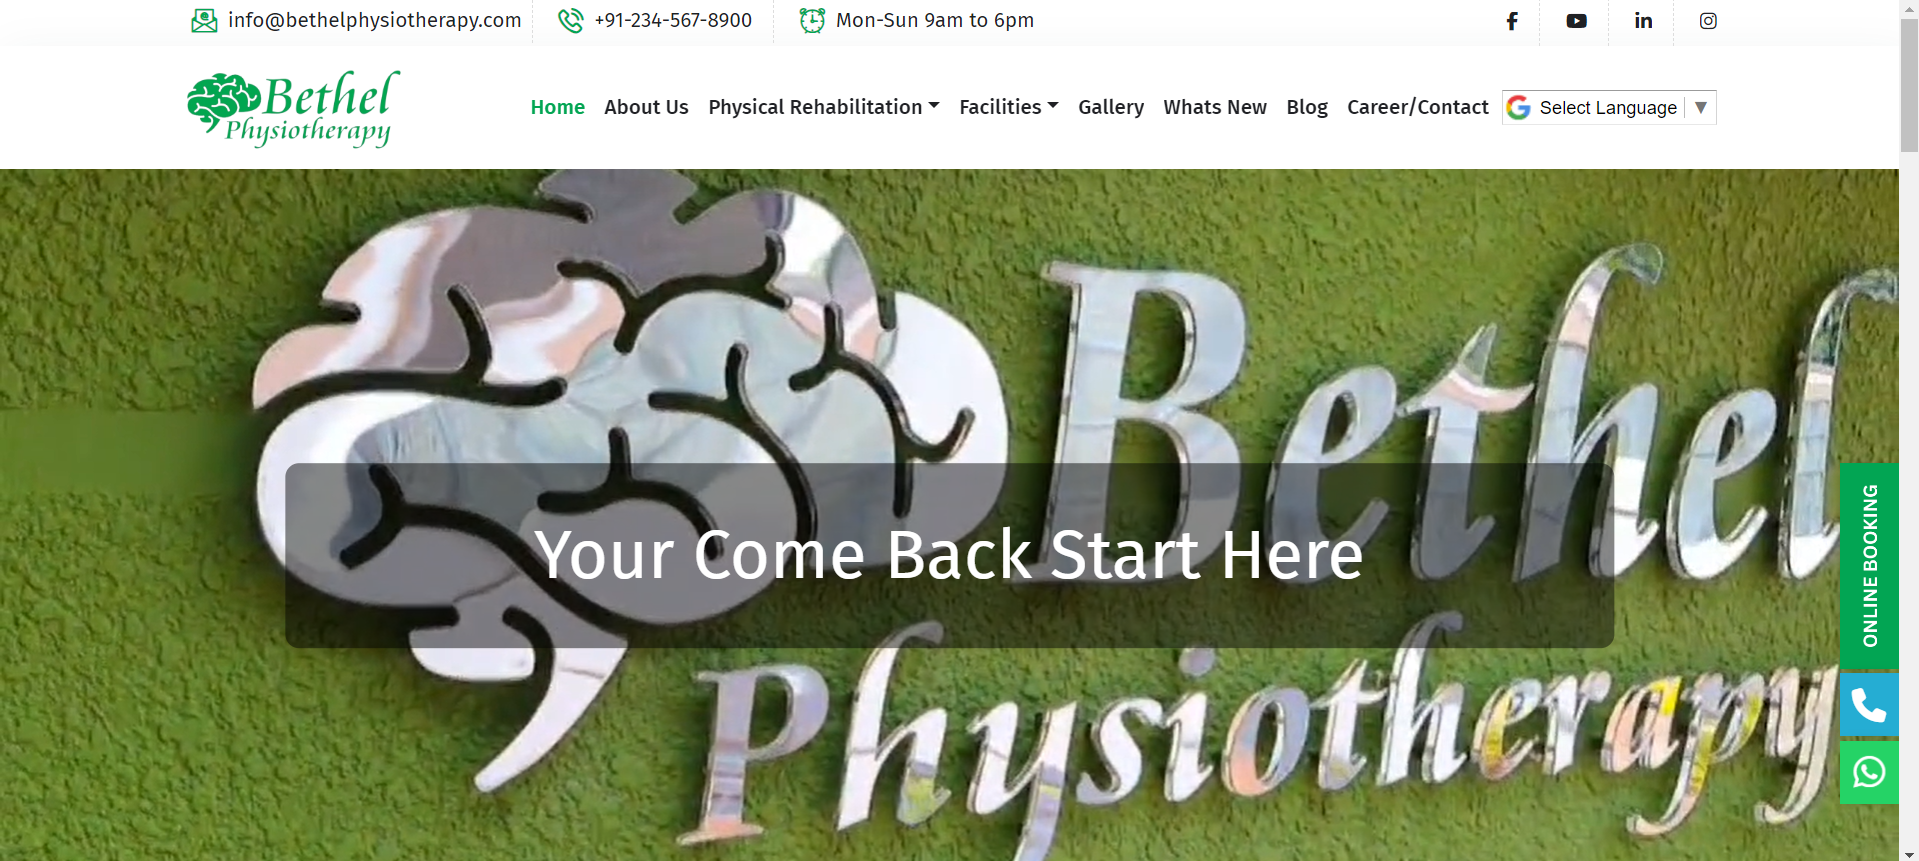 info@bethelphysiotherapy.com
+91-234-567-8900
Mon-Sun 9am to 6pm
Bethel
Physiotherapy
Home
About Us
Physical Rehabilitation
Facilities
Gallery
Whats New
Blog
Career/Contact
Select Language
Bethel
Your Come Back Start Here
Physiotherapy
ONLINE BOOKING